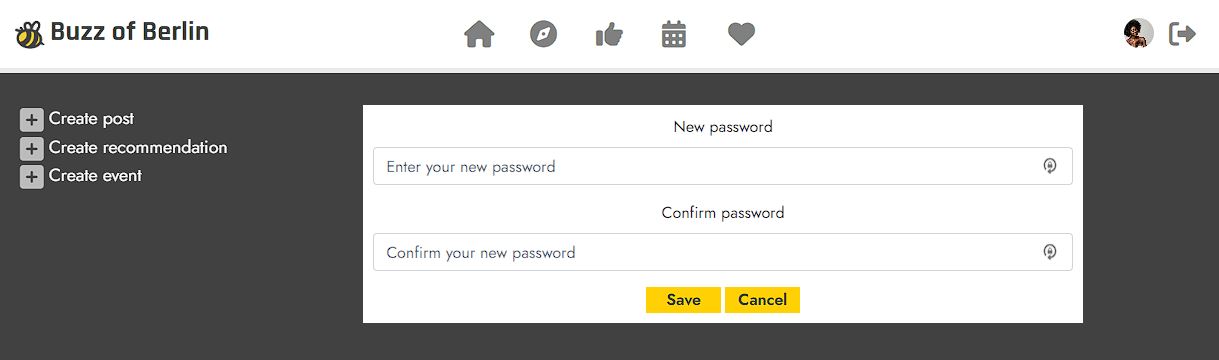 Buzz of Berlin
Create post
Create recommendation
Create event
New password
Enter your new password
Confirm password
Confirm your new password
Save Cancel